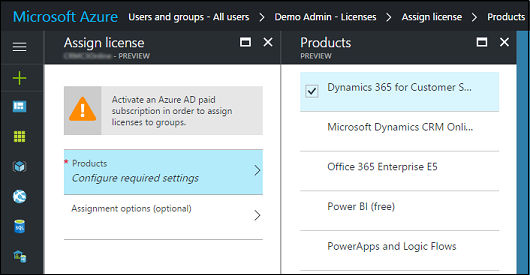 Microsoft Azure Users and groups - All users > Demo Admin - Licenses > Assign license > Products
Assign license
- PREVIEW
Activate an Azure AD paid
subscription in order to assign
licenses to groups.
* Products
Configure required settings
Assignment options (optional)
Products
PREVIEW
Dynamics 365 for Customer S...
Microsoft Dynamics CRM Onli...
Office 365 Enterprise E5
Power BI (free)
PowerApps and Logic Flows